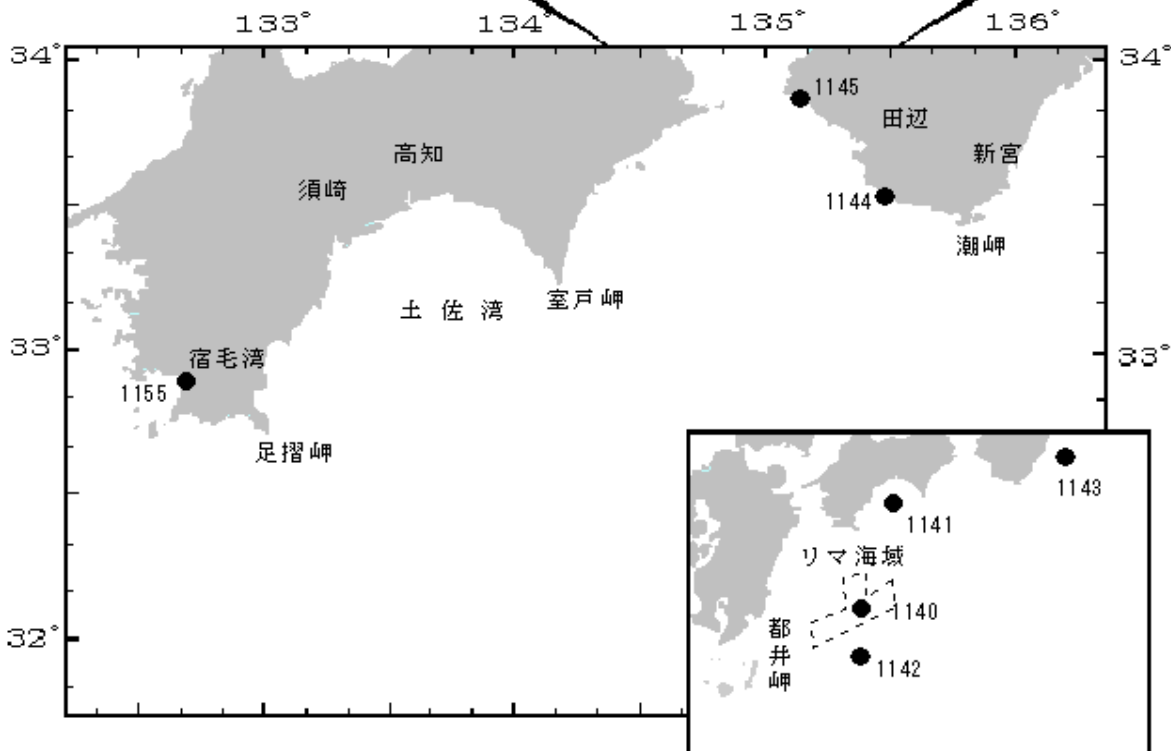 133° 134° 135° 136°
34° 34°
1145
田辺
高知 新宮
須崎
1144
潮岬
土佐湾 室戸岬
33° 宿毛湾 33°
1155
足摺岬
1143
1141
リマ海域
1140
都井岬
1142
32°